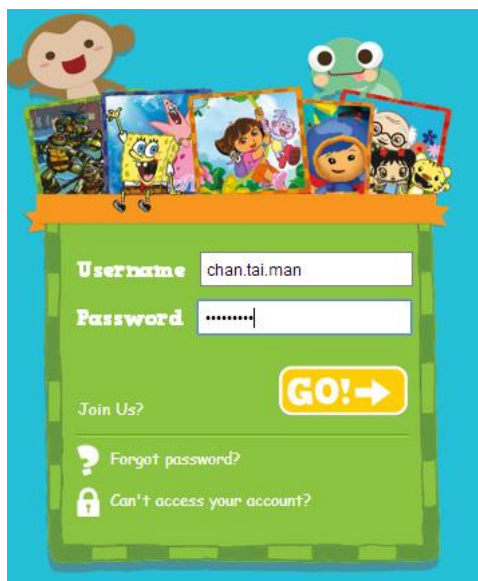 Username chan.tai.man
Password •••••••••
GO!
Join Us?
Forgot password?
Can't access your account?